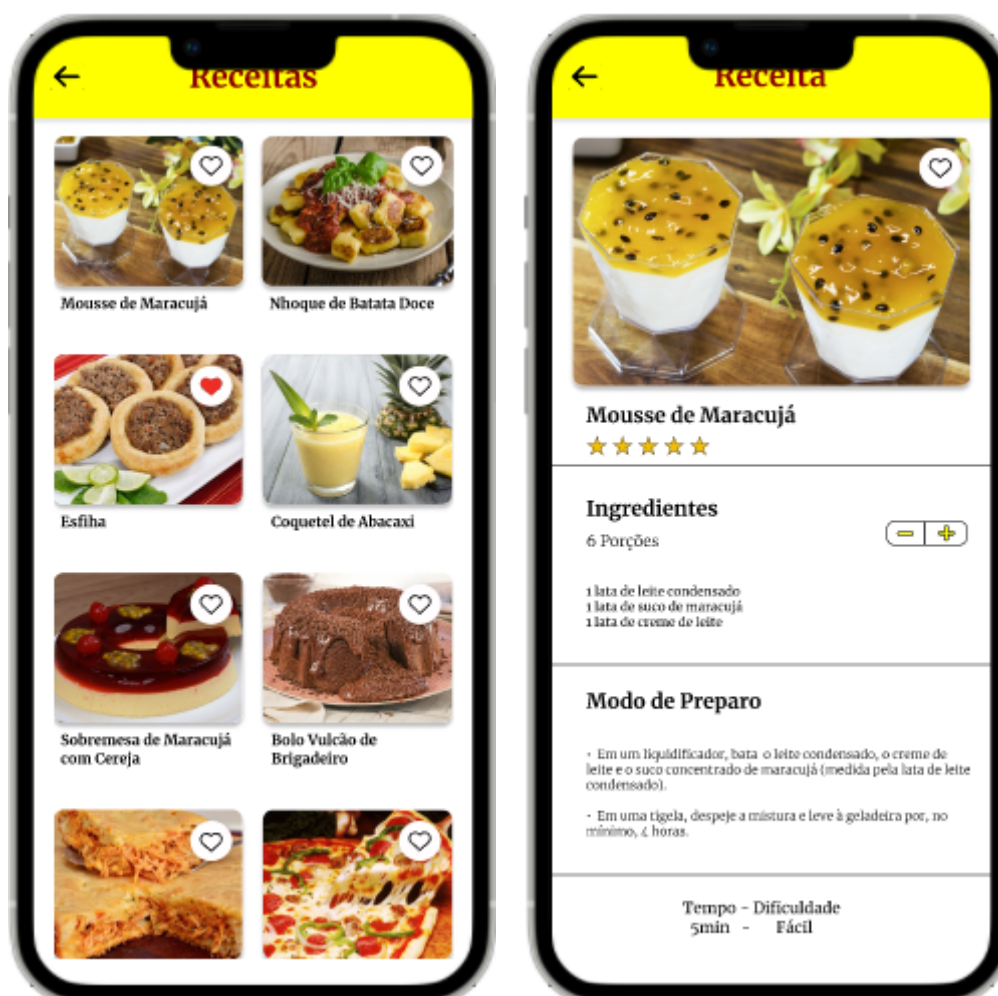 Receitas
Mousse de Maracujá
Nhoque de Batata Doce
Esfiha
Coquetel de Abacaxi
Sobremesa de Maracujá
com Cereja
Bolo Vulcão de
Brigadeiro
Receita
Mousse de Maracujá
Ingredientes
6 Porções
1 lata de leite condensado
1 lata de suco de maracujá
1 lata de creme de leite
Modo de Preparo
• Em um liquidificador, bata o leite condensado, o creme de
leite e o suco concentrado de maracujá (medida pela lata de leite
condensado).
• Em uma tigela, despeje a mistura e leve à geladeira por, no
mínimo, 4 horas.
Tempo - Dificuldade
5min - Fácil